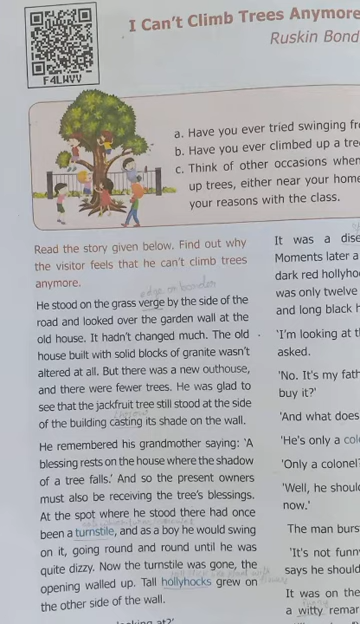 I Can't Climb Trees Anymore
Ruskin Bond
F4LWVV
a. Have you ever tried swinging fr
b. Have you ever climbed up a tre
c. Think of other occasions when
up trees, either near your home
your reasons with the class.
Read the story given below. Find out why
the visitor feels that he can't climb trees
anymore.
edge or boarder
He stood on the grass verge by the side of the
road and looked over the garden wall at the
old house. It hadn't changed much. The old
house built with solid blocks of granite wasn't
altered at all. But there was a new outhouse,
and there were fewer trees. He was glad to
see that the jackfruit tree still stood at the side
of the building casting its shade on the wall.
He remembered his grandmother saying: 'A
blessing rests on the house where the shadow
of a tree falls.' And so the present owners
must also be receiving the tree's blessings.
At the spot where he stood there had once
been a turnstile, and as a boy he would swing
on it, going round and round until he was
quite dizzy. Now the turnstile was gone, the
opening walled up. Tall hollyhocks grew on
the other side of the wall.
looking at?'
It was a dise
Moments later a
dark red hollyho
was only twelve
and long black h
'I'm looking at t
asked.
'No. It's my fath
buy it?'
'And what does
'He's only a col
'Only a colonel?
'Well, he shoul
now.'
The man burs
'It's not funn
says he should
It was on the
a witty remar